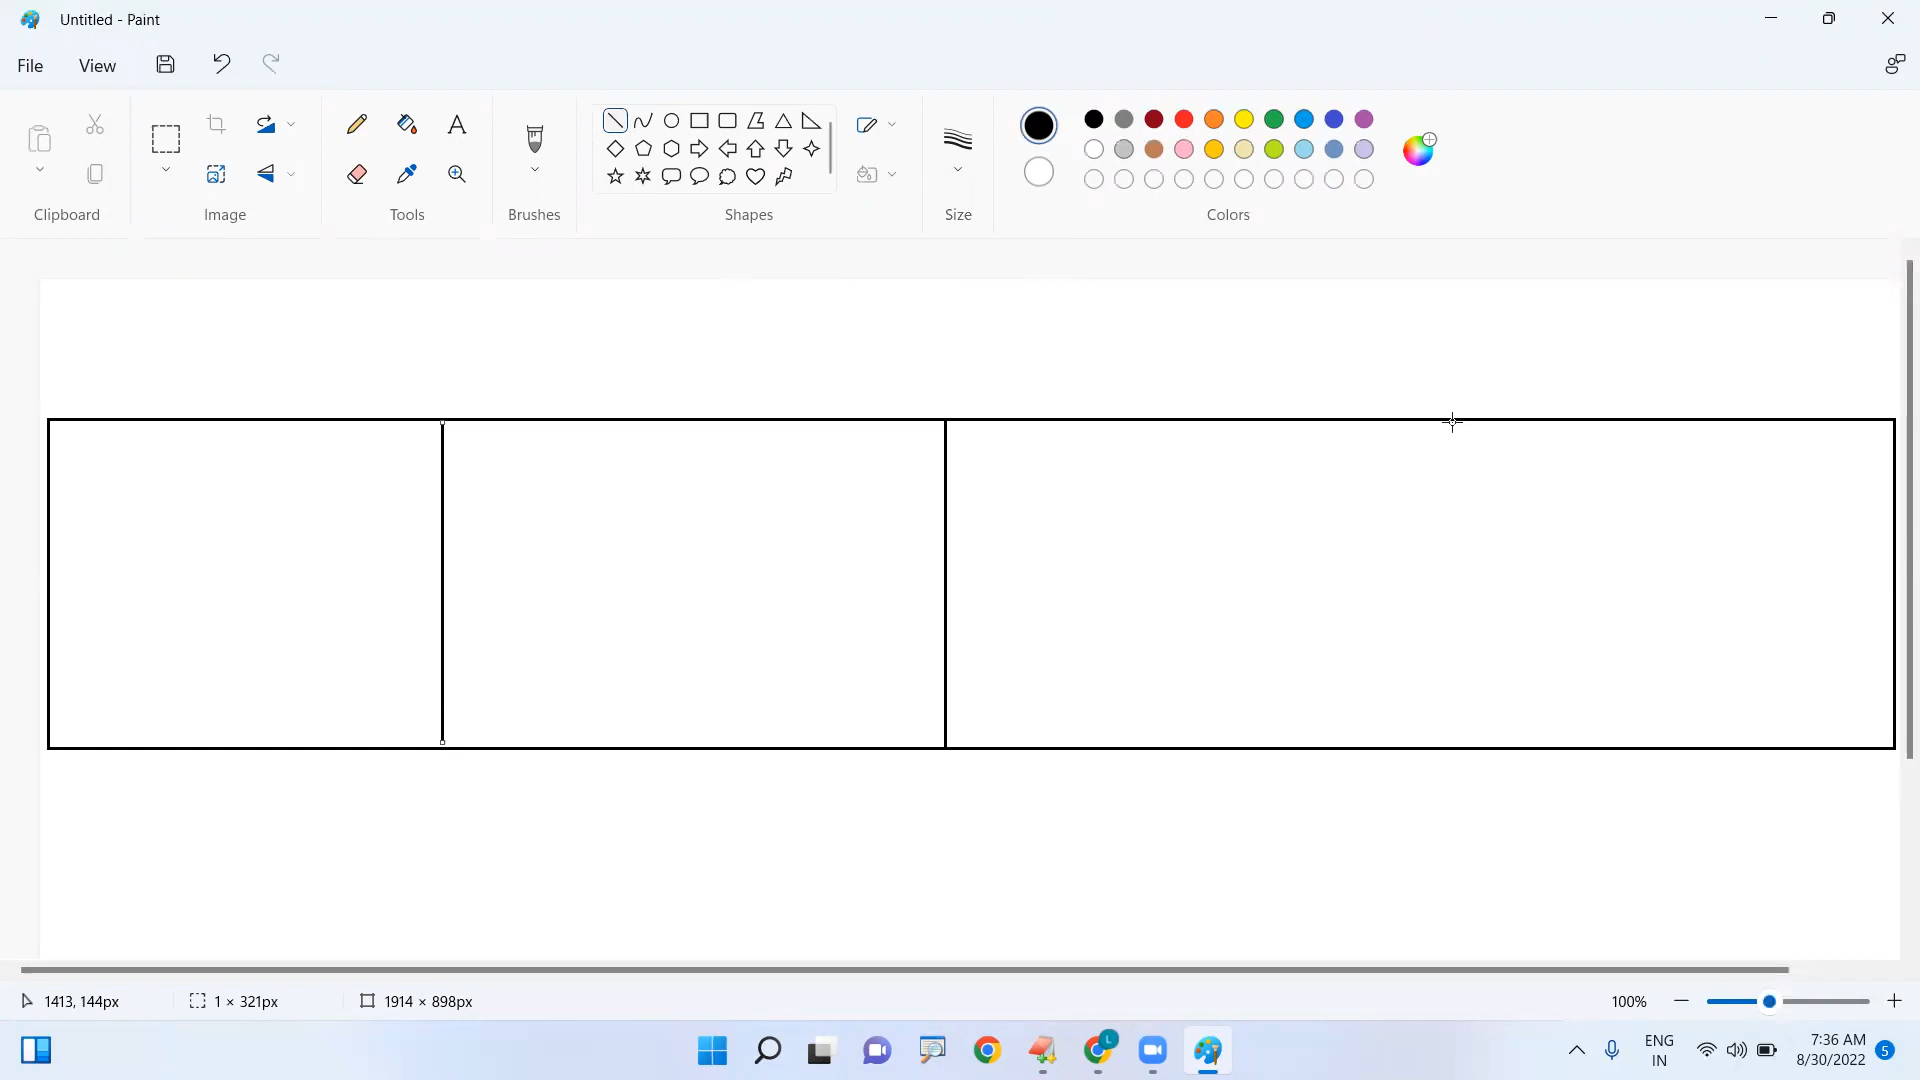 Untitled - Paint
File View
Clipboard
Image
Tools
Brushes
Shapes
Size
Colors
1413, 144px
1 × 321px
1914 × 898px
100%
L
ENG
IN
7:36 AM
8/30/2022
5